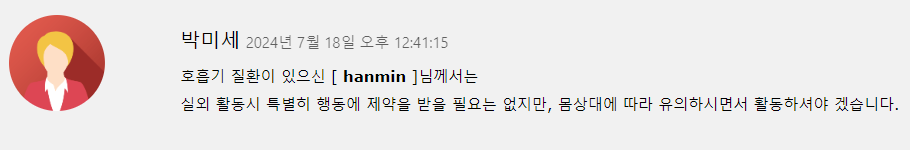 박미세 2024년 7월 18일 오후 12:41:15
호흡기 질환이 있으신 [ hanmin ]님께서는
실외 활동시 특별히 행동에 제약을 받을 필요는 없지만, 몸상대에 따라 유의하시면서 활동하셔야 겠습니다.